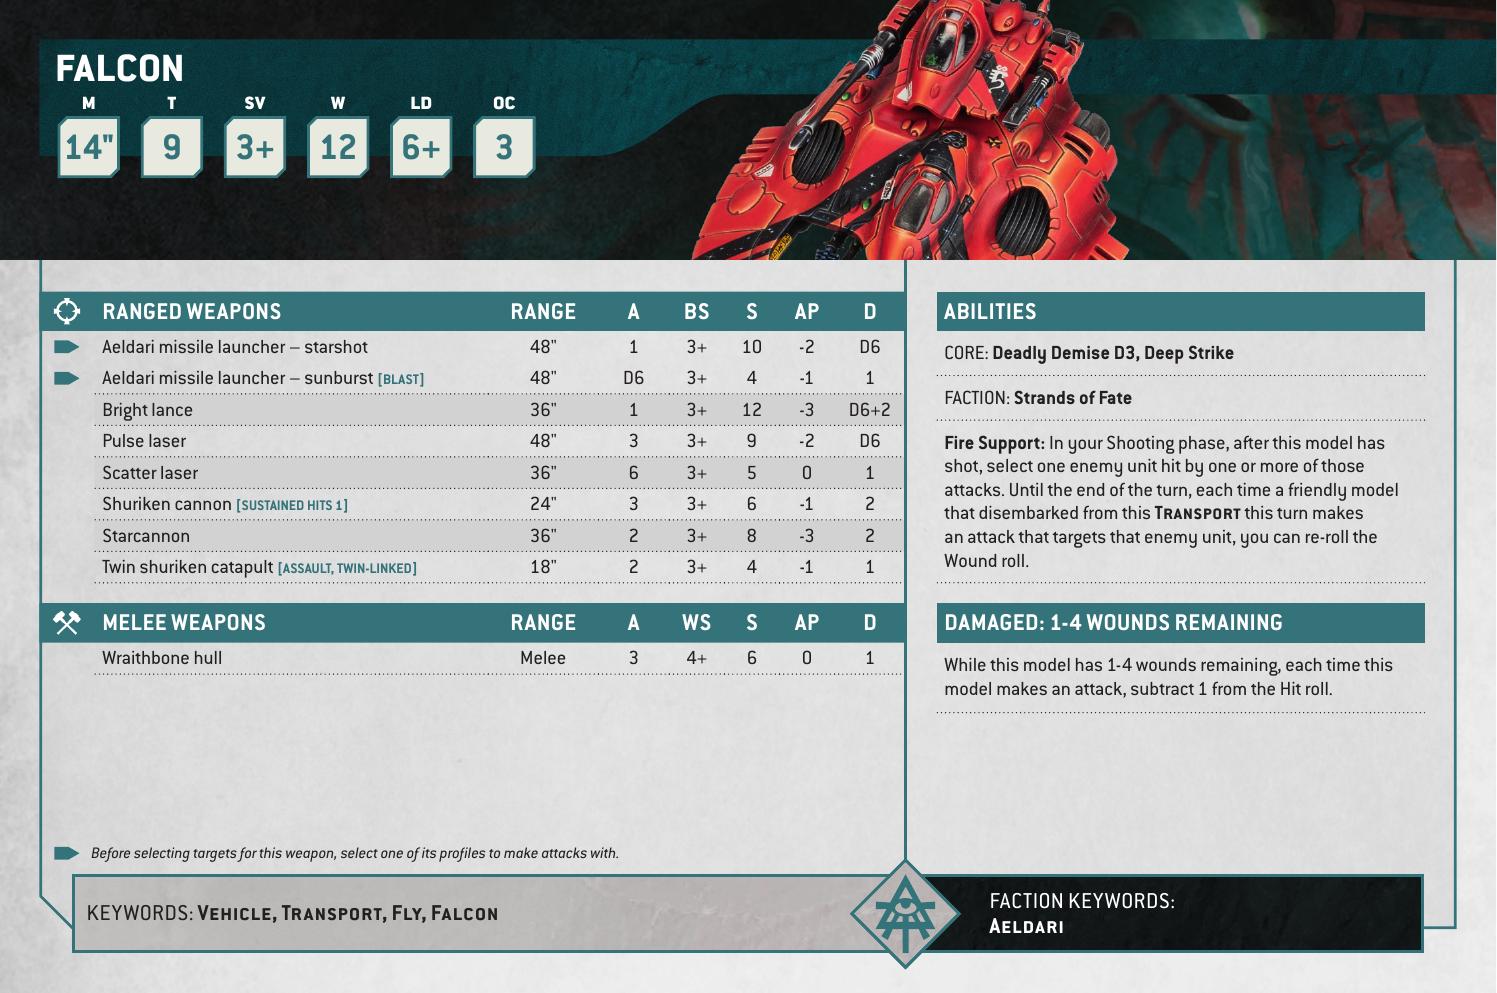 FALCON
M T SV W LD OC
14" 9 3+ 12 6+ 3
RANGED WEAPONS RANGE A BS S AP D
Aeldari missile launcher – starshot 48" 1 3+ 10 -2 D6
Aeldari missile launcher – sunburst [BLAST] 48" D6 3+ 4 -1 1
Bright lance 36" 1 3+ 12 -3 D6+2
Pulse laser 48" 3 3+ 9 -2 D6
Scatter laser 36" 6 3+ 5 0 1
Shuriken cannon [SUSTAINED HITS 1] 24" 3 3+ 6 -1 2
Starcannon 36" 2 3+ 8 -3 2
Twin shuriken catapult [ASSAULT, TWIN-LINKED] 18" 2 3+ 4 -1 1
MELEE WEAPONS RANGE A WS S AP D
Wraithbone hull Melee 3 4+ 6 0 1
Before selecting targets for this weapon, select one of its profiles to make attacks with.
ABILITIES
CORE: Deadly Demise D3, Deep Strike
FACTION: Strands of Fate
Fire Support: In your Shooting phase, after this model has
shot, select one enemy unit hit by one or more of those
attacks. Until the end of the turn, each time a friendly model
that disembarked from this TRANSPORT this turn makes
an attack that targets that enemy unit, you can re-roll the
Wound roll.
DAMAGED: 1-4 WOUNDS REMAINING
While this model has 1-4 wounds remaining, each time this
model makes an attack, subtract 1 from the Hit roll.
KEYWORDS: VEHICLE, TRANSPORT, FLY, FALCON
FACTION KEYWORDS:
AELDARI